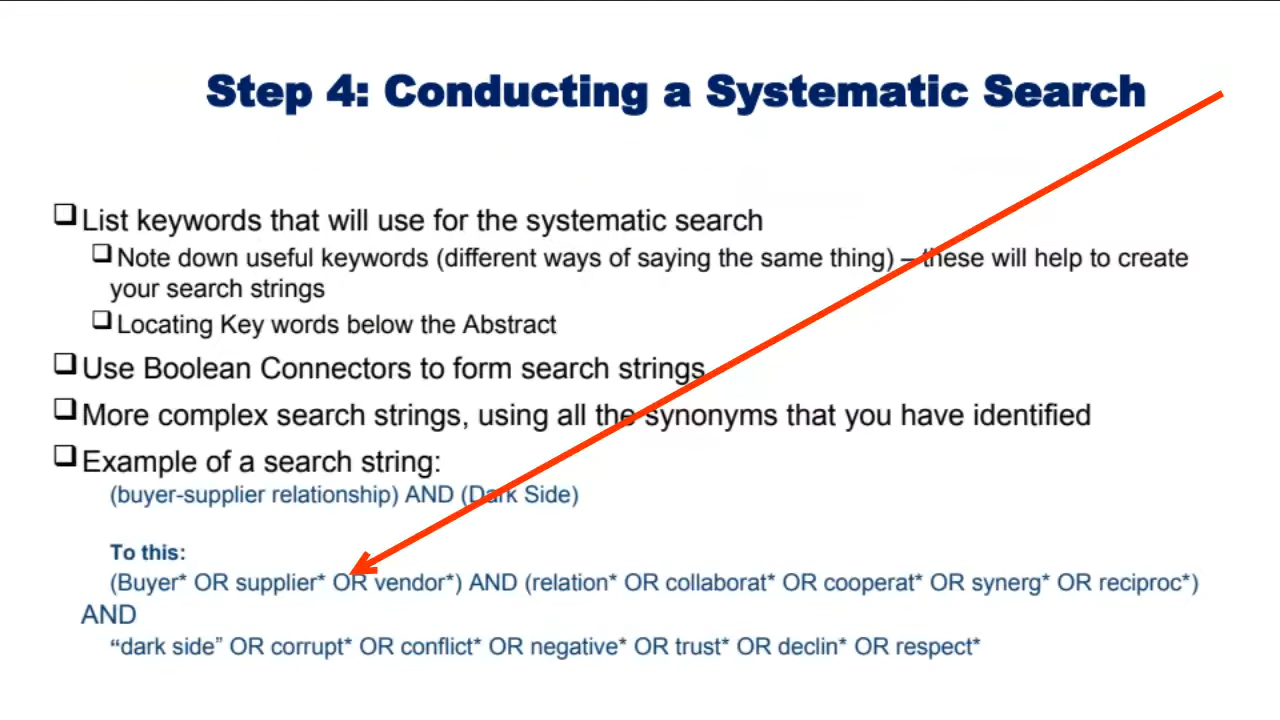 Step 4: Conducting a Systematic Search
List keywords that will use for the systematic search
Note down useful keywords (different ways of saying the same thing) – these will help to create
your search strings
Locating Key words below the Abstract
Use Boolean Connectors to form search strings
More complex search strings, using all the synonyms that you have identified
Example of a search string:
(buyer-supplier relationship) AND (Dark Side)
To this:
(Buyer* OR supplier* OR vendor*) AND (relation* OR collaborat* OR cooperat* OR synerg* OR reciproc*)
AND
“dark side” OR corrupt* OR conflict* OR negative* OR trust* OR declin* OR respect*